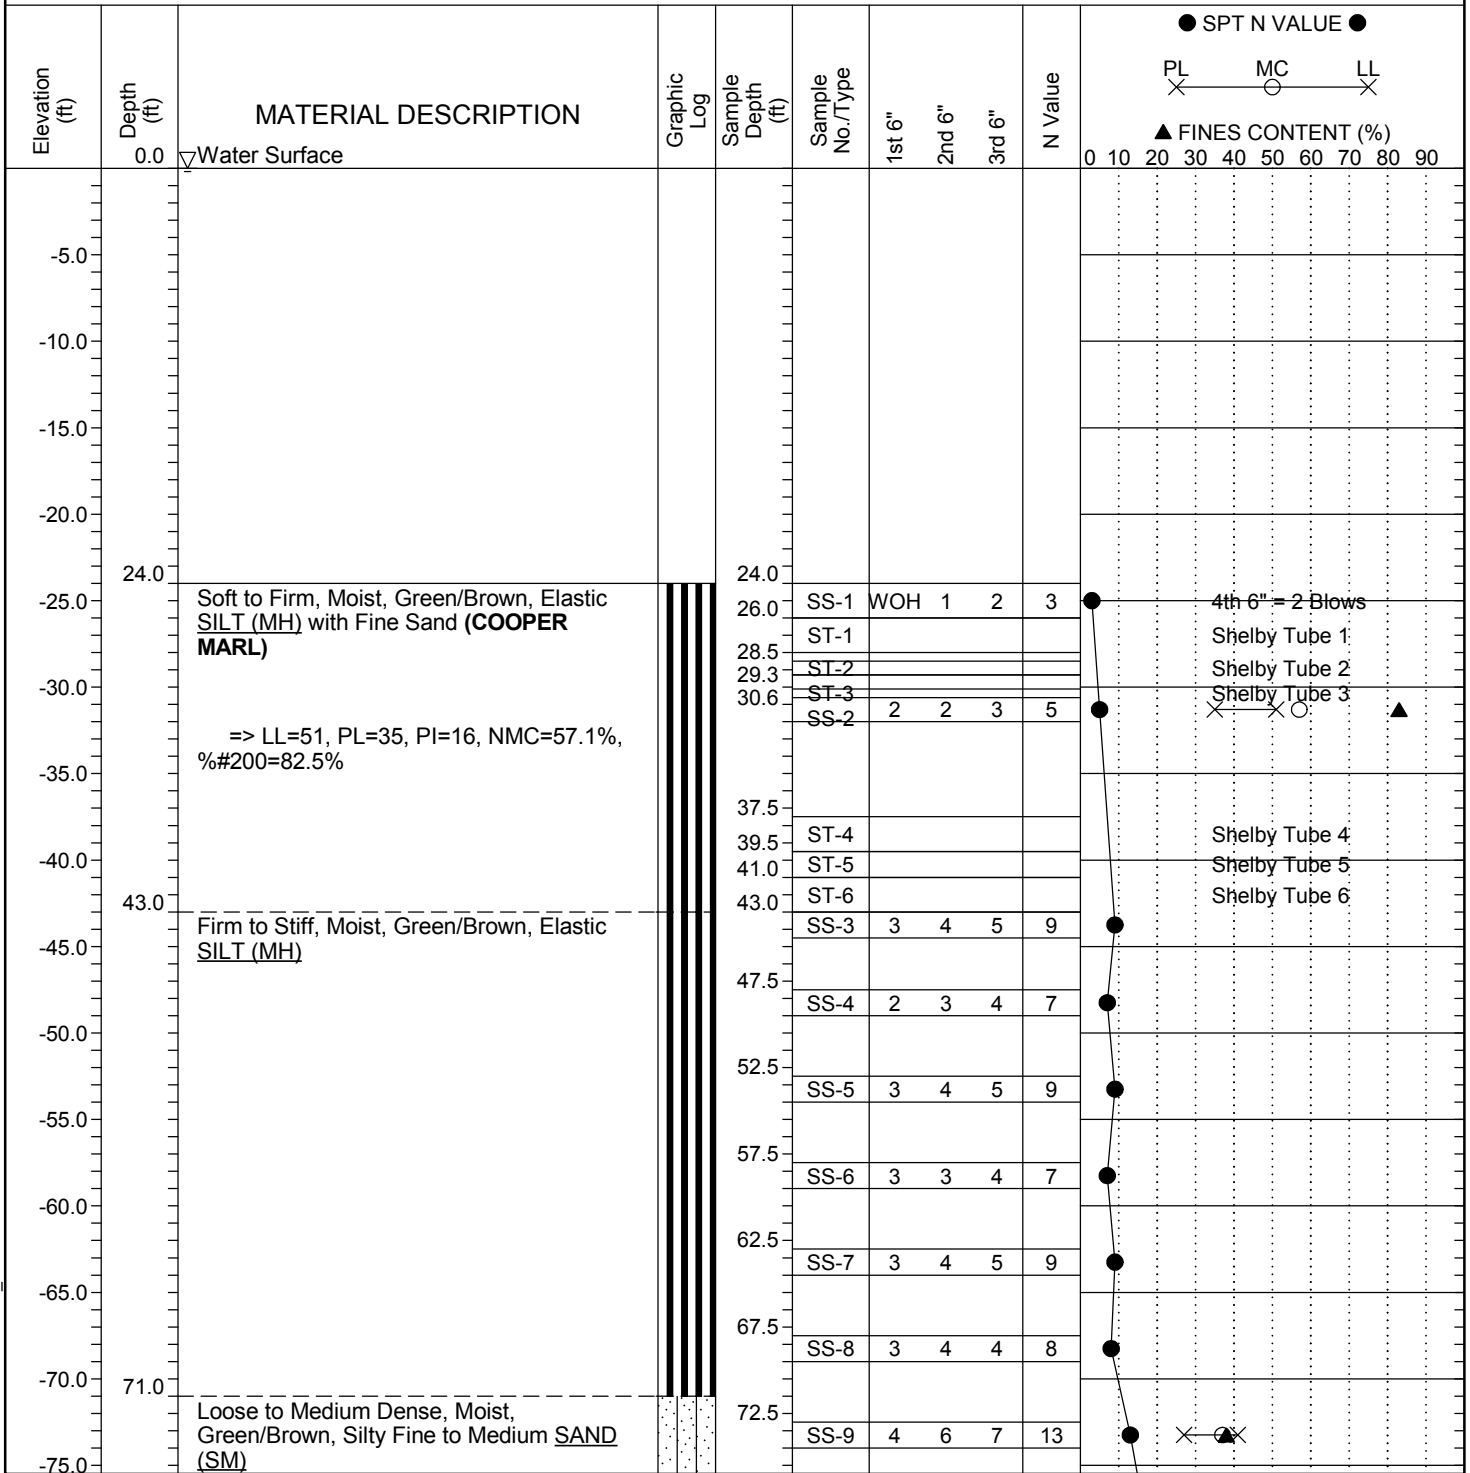 ● SPT N VALUE ●
PL MC LL
▲ FINES CONTENT (%)
0 10 20 30 40 50 60 70 80 90
Elevation (ft)
Depth (ft)
MATERIAL DESCRIPTION
Graphic Log
Sample Depth (ft)
Sample No./Type
1st 6"
2nd 6"
3rd 6"
N Value
0.0 Water Surface
-5.0
-10.0
-15.0
-20.0
24.0 24.0
-25.0 Soft to Firm, Moist, Green/Brown, Elastic 26.0 SS-1 WOH 1 2 3 4th 6" = 2 Blows
SILT (MH) with Fine Sand (COOPER ST-1 Shelby Tube 1
MARL) 28.5
29.3 ST-2 Shelby Tube 2
-30.0 30.6 ST-3 Shelby Tube 3
SS-2 2 2 3 5
=> LL=51, PL=35, PI=16, NMC=57.1%,
%#200=82.5%
-35.0
37.5
39.5 ST-4 Shelby Tube 4
-40.0 41.0 ST-5 Shelby Tube 5
43.0 43.0 ST-6 Shelby Tube 6
Firm to Stiff, Moist, Green/Brown, Elastic SS-3 3 4 5 9
-45.0 SILT (MH)
47.5
SS-4 2 3 4 7
-50.0
52.5
SS-5 3 4 5 9
-55.0
57.5
SS-6 3 3 4 7
-60.0
62.5
SS-7 3 4 5 9
-65.0
67.5
SS-8 3 4 4 8
-70.0 71.0
Loose to Medium Dense, Moist, 72.5
Green/Brown, Silty Fine to Medium SAND SS-9 4 6 7 13
-75.0 (SM)